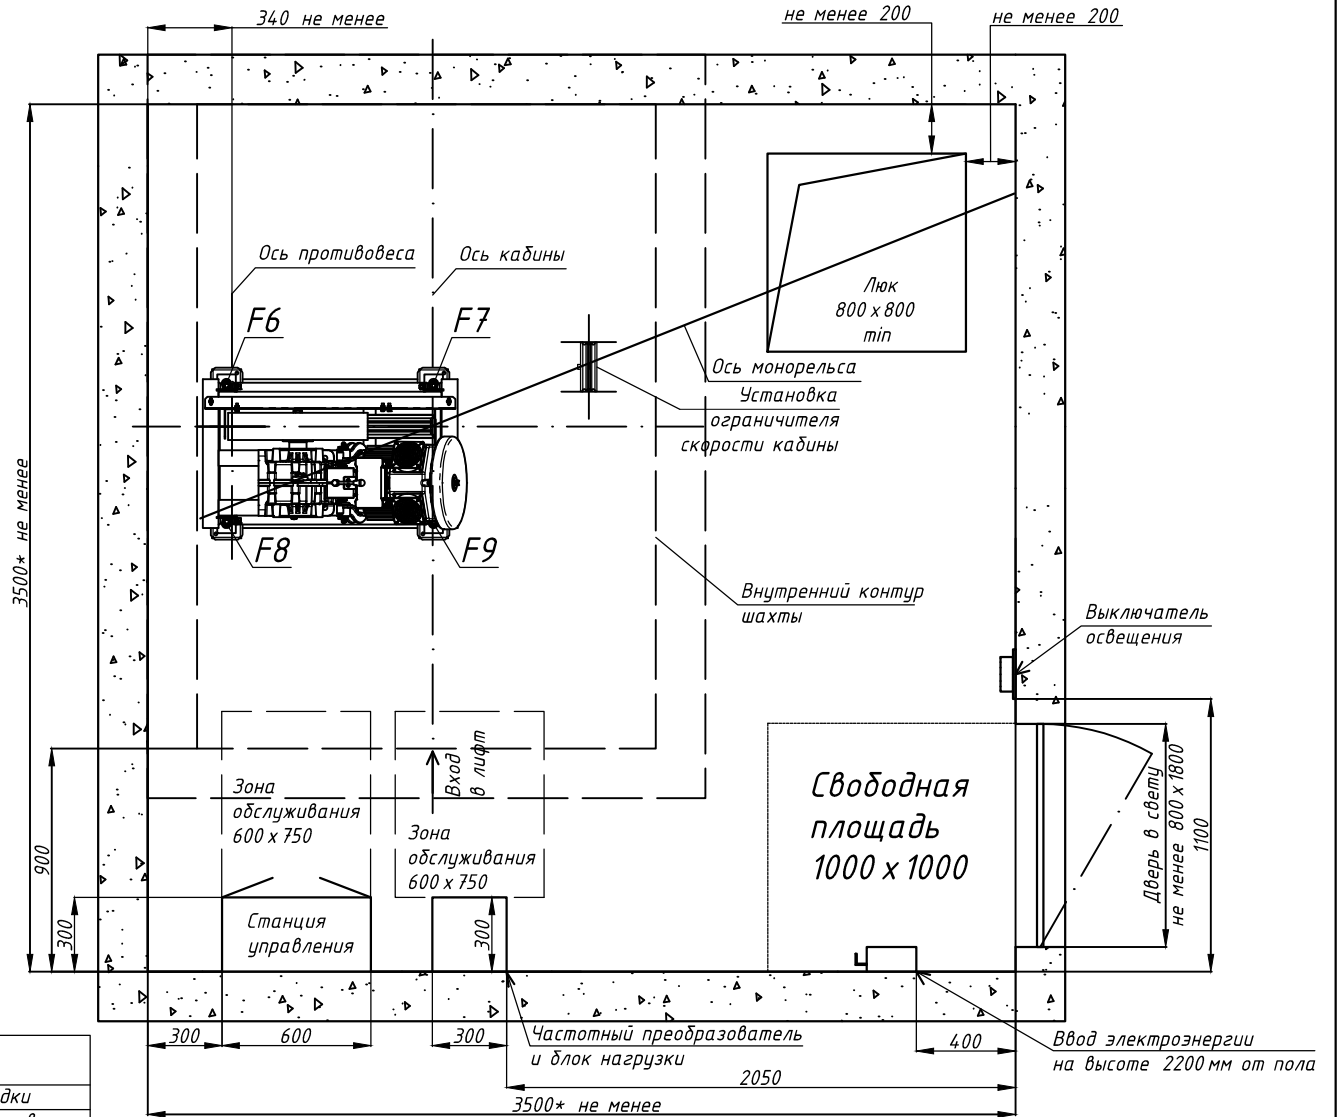 340 не менее
не менее 200
не менее 200
Ось противовеса
Ось кабины
F6
F7
Люк
800 х 800
min
Ось монорельса
Установка
ограничителя
скорости кабины
3500* не менее
F8
F9
Внутренний контур
шахты
Выключатель
освещения
Вход
в лифт
Зона
обслуживания
600 х 750
Зона
обслуживания
600 х 750
Свободная
площадь
1000 х 1000
Дверь в свету
не менее 800 х 1800
1100
900
300
Станция
управления
300
300
600
300
Частотный преобразователь
и блок нагрузки
400
Ввод электроэнергии
на высоте 2200 мм от пола
2050
3500* не менее